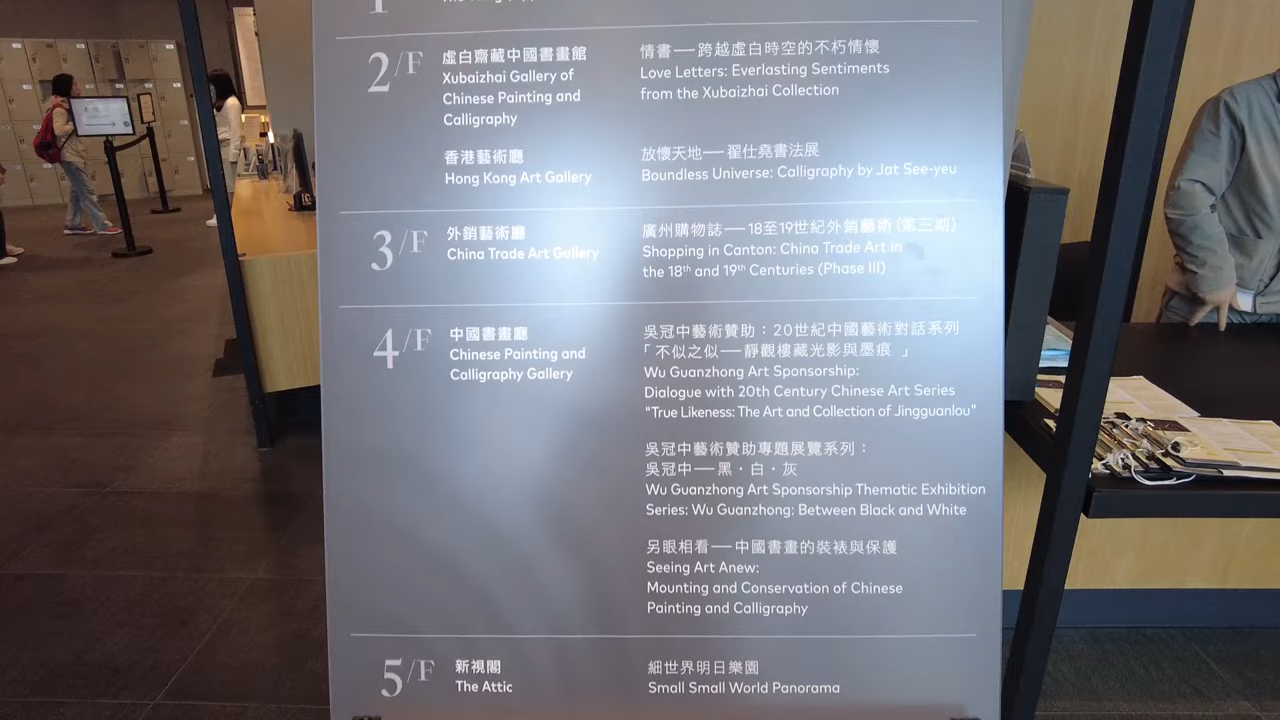 2/F
虛白齋藏中國書畫館
Xubaizhai Gallery of
Chinese Painting and
Calligraphy
情書——跨越虛白時空的不朽情懷
Love Letters: Everlasting Sentiments
from the Xubaizhai Collection
香港藝術廳
Hong Kong Art Gallery
放懷天地——翟仕堯書法展
Boundless Universe: Calligraphy by Jat See-yeu
3/F
外銷藝術廳
China Trade Art Gallery
廣州購物誌——18至19世紀外銷藝術 (第三期)
Shopping in Canton: China Trade Art in
the 18th and 19th Centuries (Phase III)
4/F
中國書畫廳
Chinese Painting and
Calligraphy Gallery
吳冠中藝術贊助：20世紀中國藝術對話系列
「不似之似——靜觀樓藏光影與墨痕 」
Wu Guanzhong Art Sponsorship:
Dialogue with 20th Century Chinese Art Series
"True Likeness: The Art and Collection of Jingguanlou"
吳冠中藝術贊助專題展覽系列：
吳冠中——黑・白・灰
Wu Guanzhong Art Sponsorship Thematic Exhibition
Series: Wu Guanzhong: Between Black and White
另眼相看——中國書畫的裝裱與保護
Seeing Art Anew:
Mounting and Conservation of Chinese
Painting and Calligraphy
5/F
新視閣
The Attic
細世界明日樂園
Small Small World Panorama